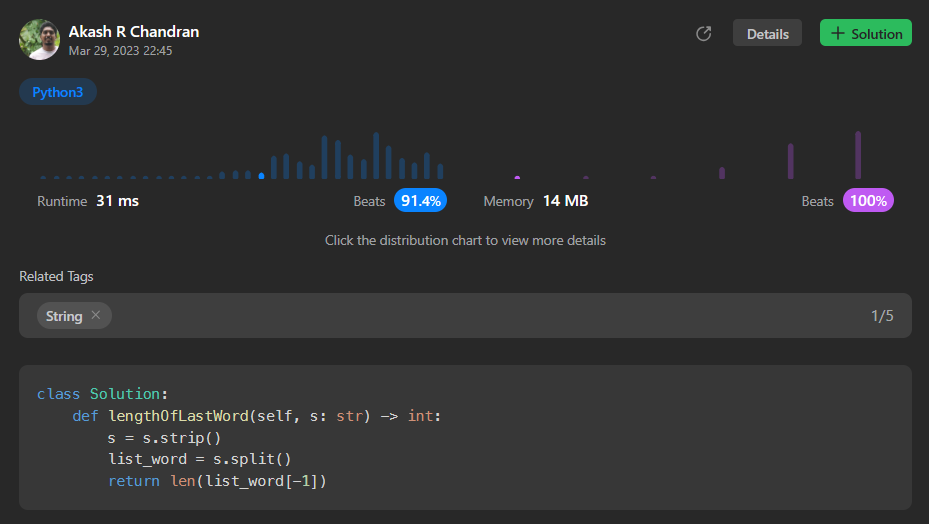 Akash R Chandran
Mar 29, 2023 22:45
Details
+ Solution
Python3
Runtime 31 ms
Beats 91.4%
Memory 14 MB
Beats 100%
Click the distribution chart to view more details
Related Tags
String ×
1/5
class Solution:
    def lengthOfLastWord(self, s: str) -> int:
        s = s.strip()
        list_word = s.split()
        return len(list_word[-1])